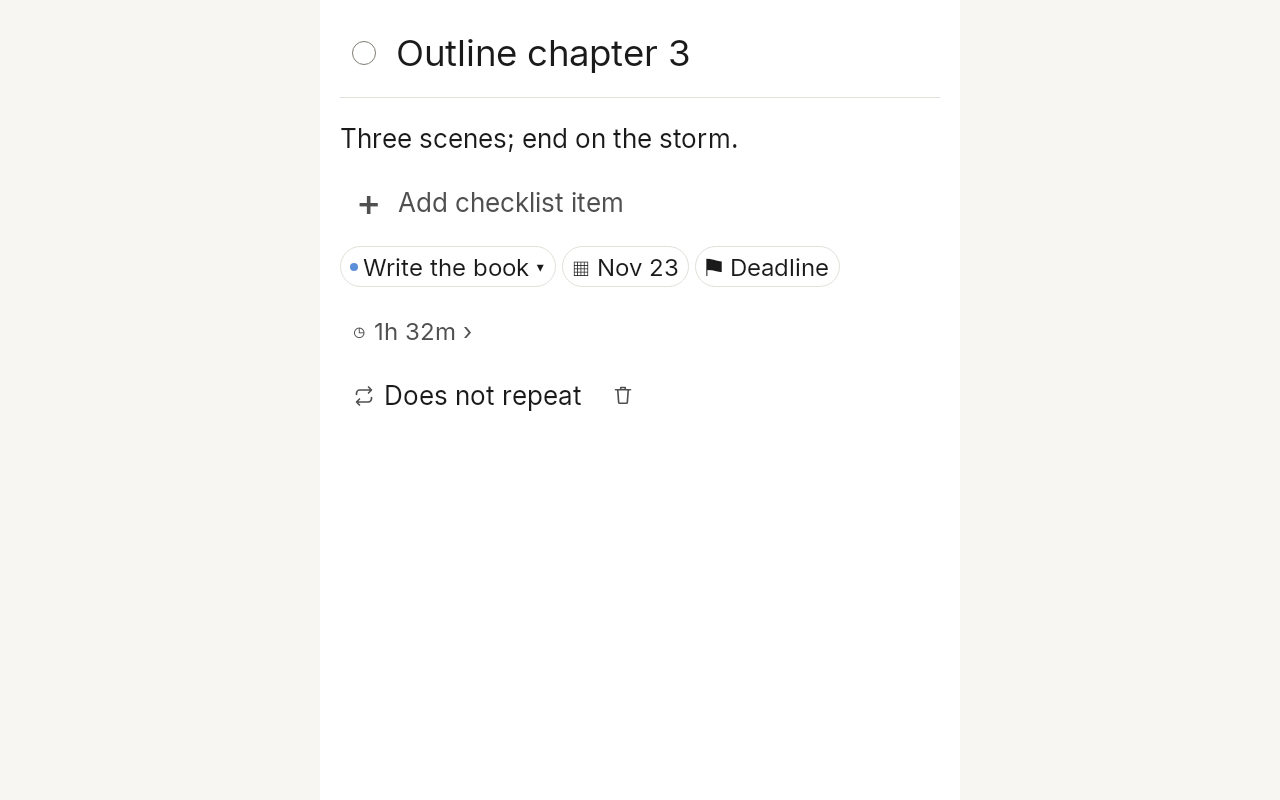 Outline chapter 3
Three scenes; end on the storm.
+ Add checklist item
Write the book ▾ Nov 23 Deadline
1h 32m ›
Does not repeat